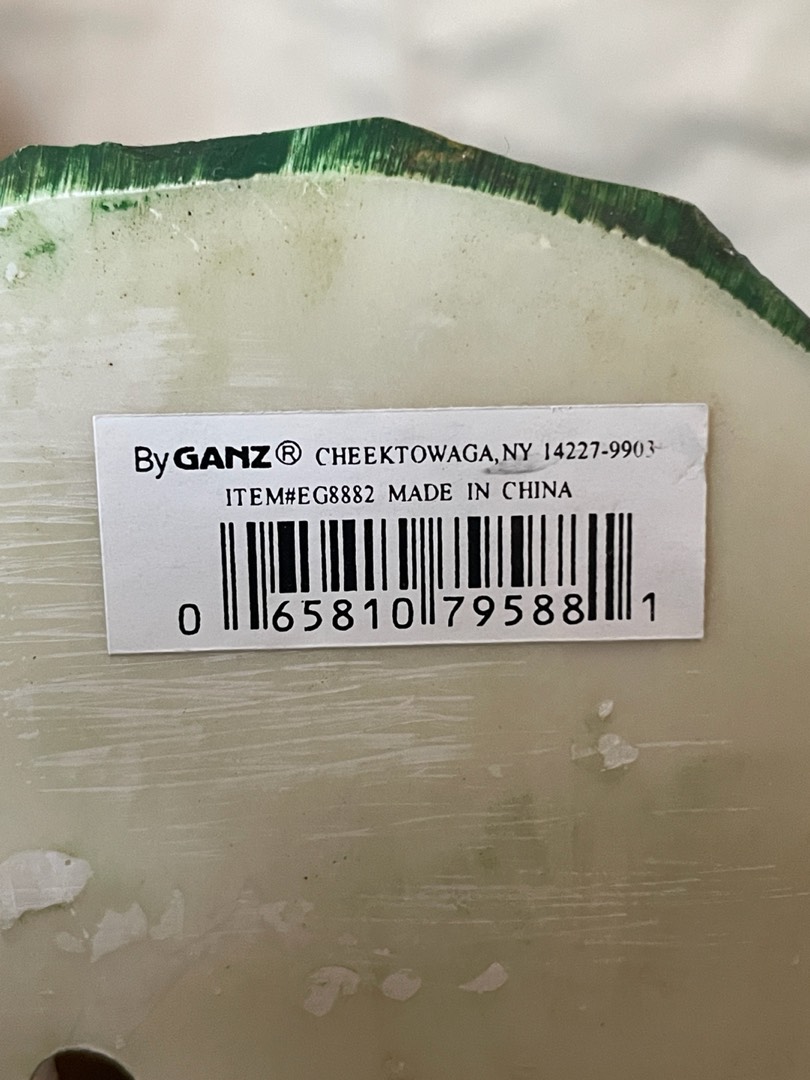 By GANZ® CHEEKTOWAGA, NY 14227-9903
ITEM#EG8882 MADE IN CHINA
0 65810 79588 1